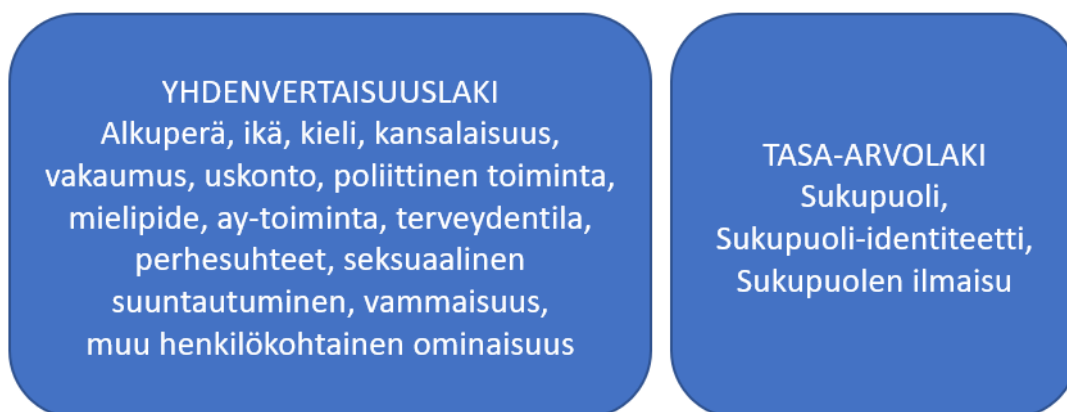 YHDENVERTAISUUSLAKI
Alkuperä, ikä, kieli, kansalaisuus,
vakaumus, uskonto, poliittinen toiminta,
mielipide, ay-toiminta, terveydentila,
perhesuhteet, seksuaalinen
suuntautuminen, vammaisuus,
muu henkilökohtainen ominaisuus
TASA-ARVOLAKI
Sukupuoli,
Sukupuoli-identiteetti,
Sukupuolen ilmaisu